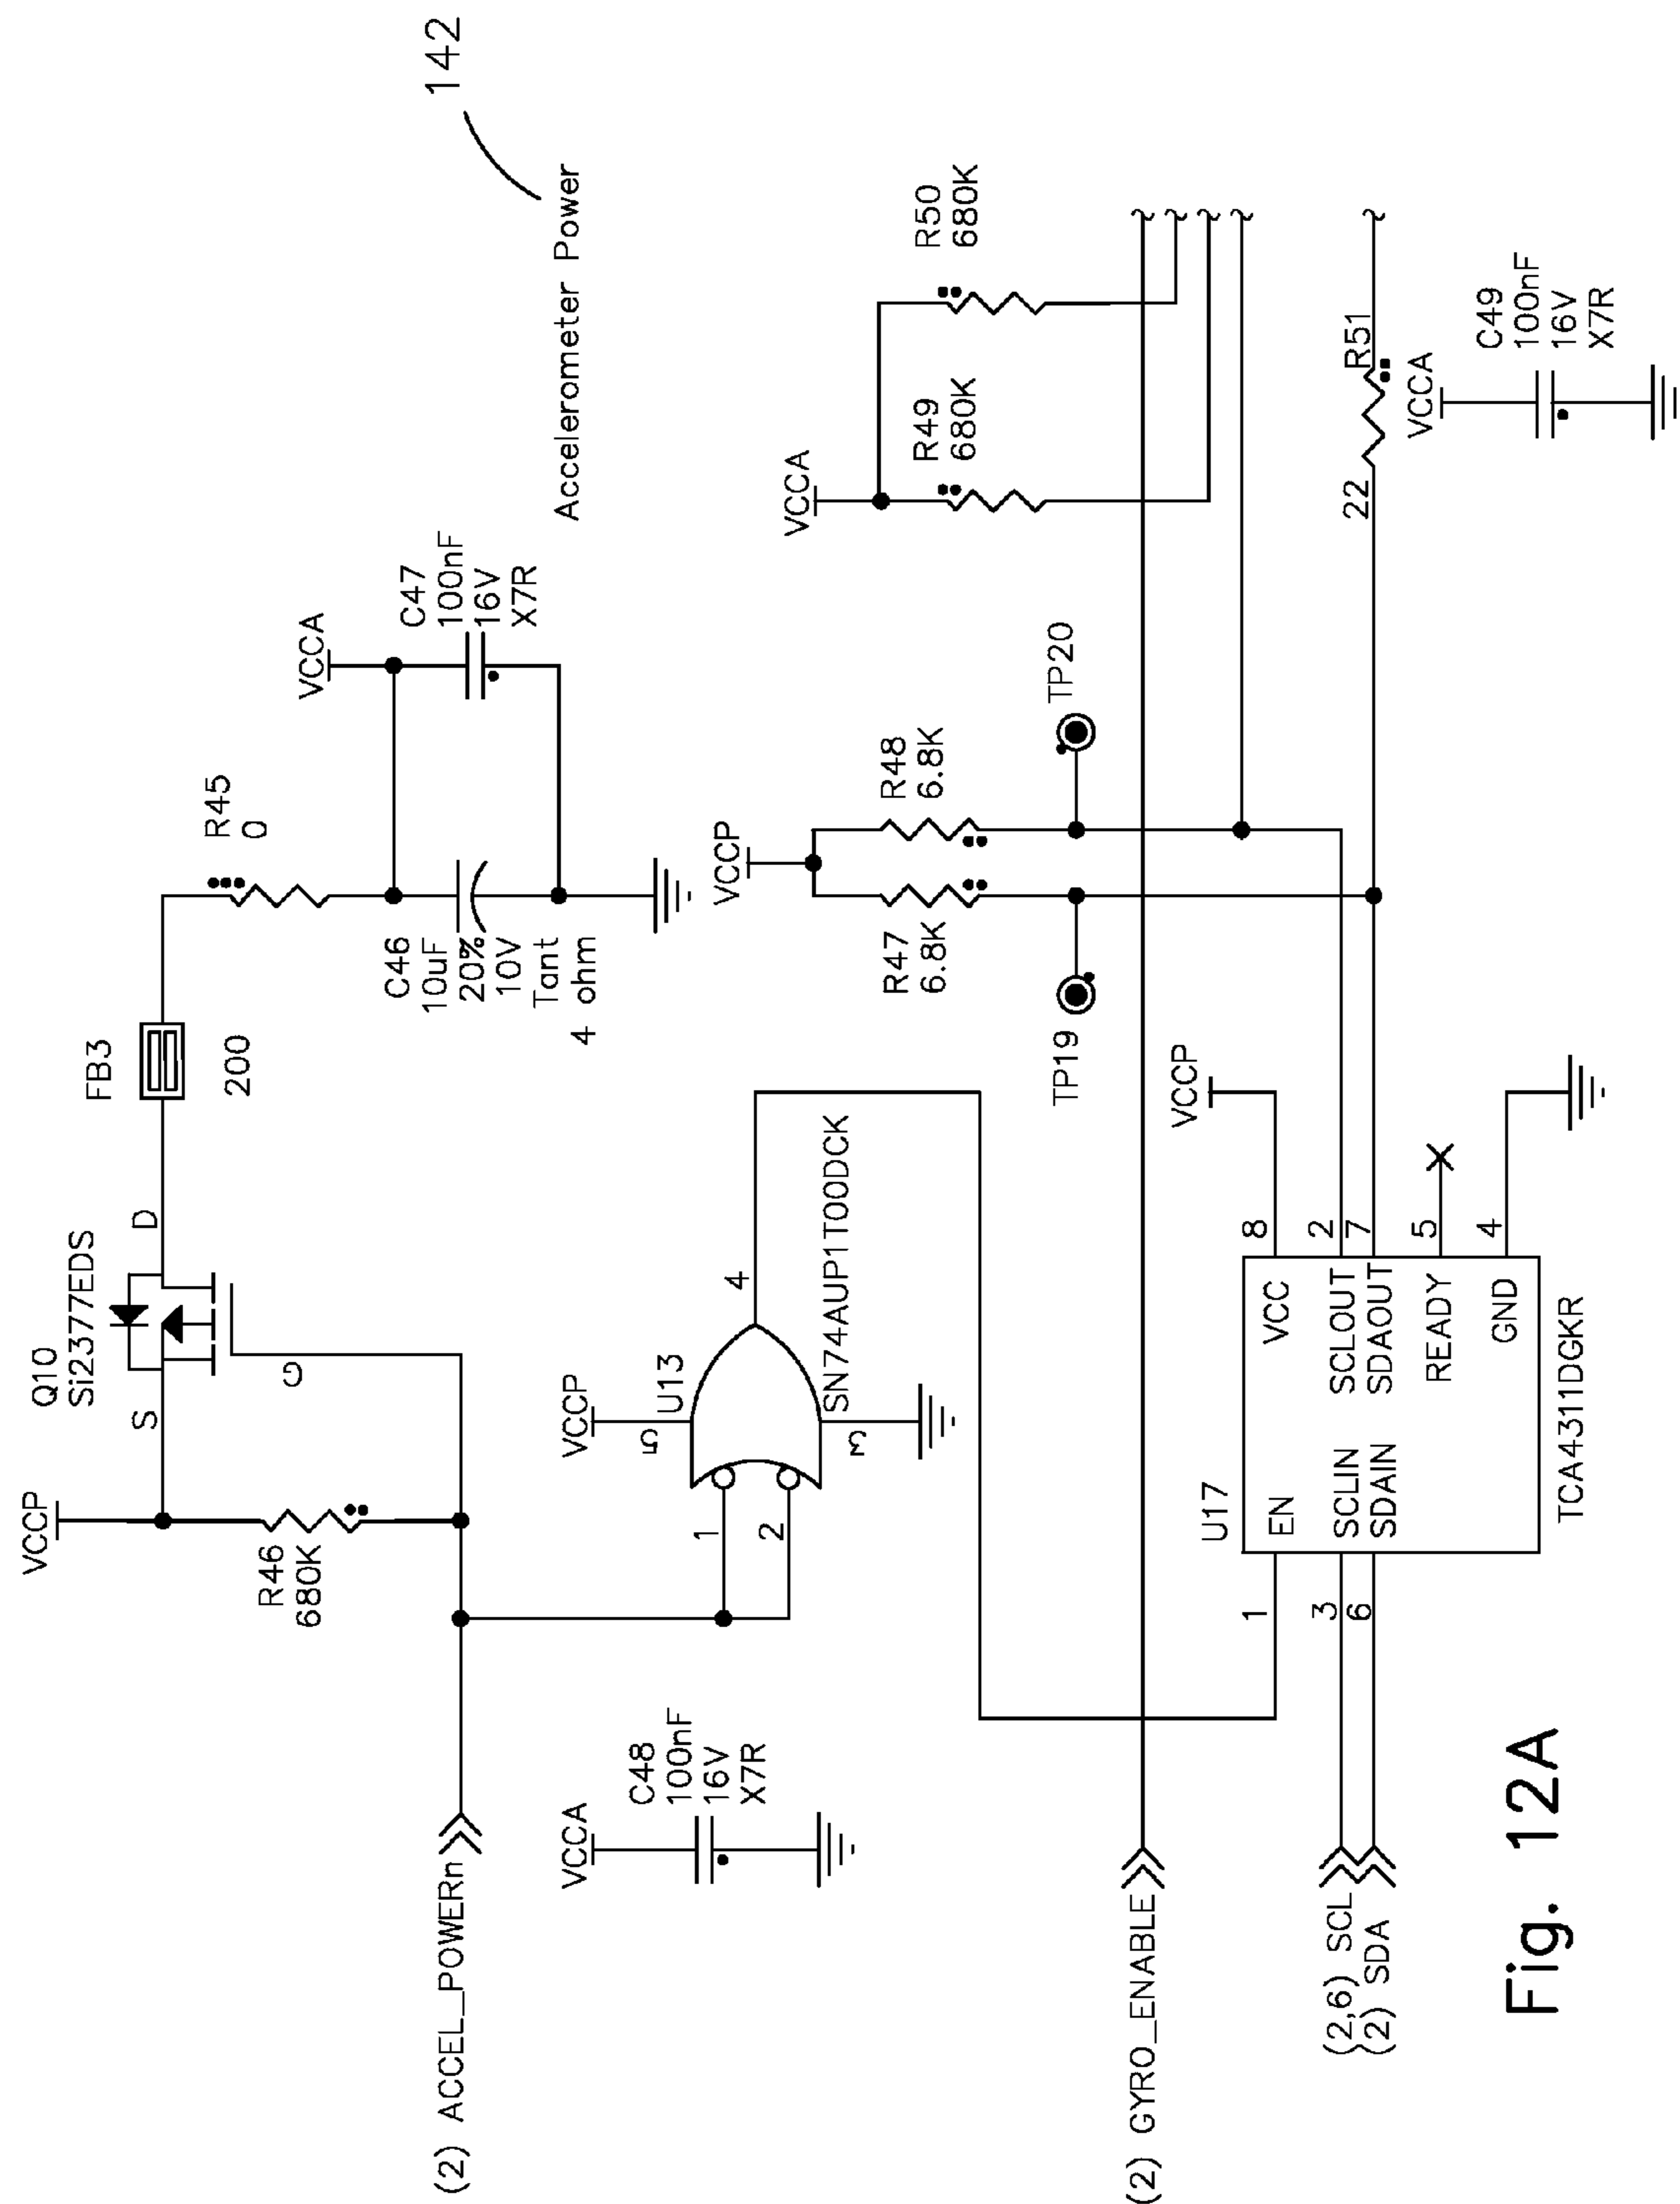 142
Accelerometer Power
VCCP
Q10
Si2377EDS
S
D
G
FB3
200
R45
0
R46
680K
VCCA
C46
10uF
20%
10V
Tant
4 ohm
C47
100nF
16V
X7R
(2) ACCEL_POWERn
VCCA
C48
100nF
16V
X7R
VCCP
5
U13
1
2
3
4
SN74AUP1T00DCK
VCCP
R47
6.8K
R48
6.8K
TP19
TP20
VCCA
R49
680K
R50
680K
(2) GYRO_ENABLE
(2,6) SCL
(2) SDA
U17
1
3
6
EN
SCLIN
SDAIN
VCC
SCLOUT
SDAOUT
READY
GND
8
2
7
5
4
VCCP
TCA4311DGKR
22
R51
VCCA
C49
100nF
16V
X7R
Fig. 12A